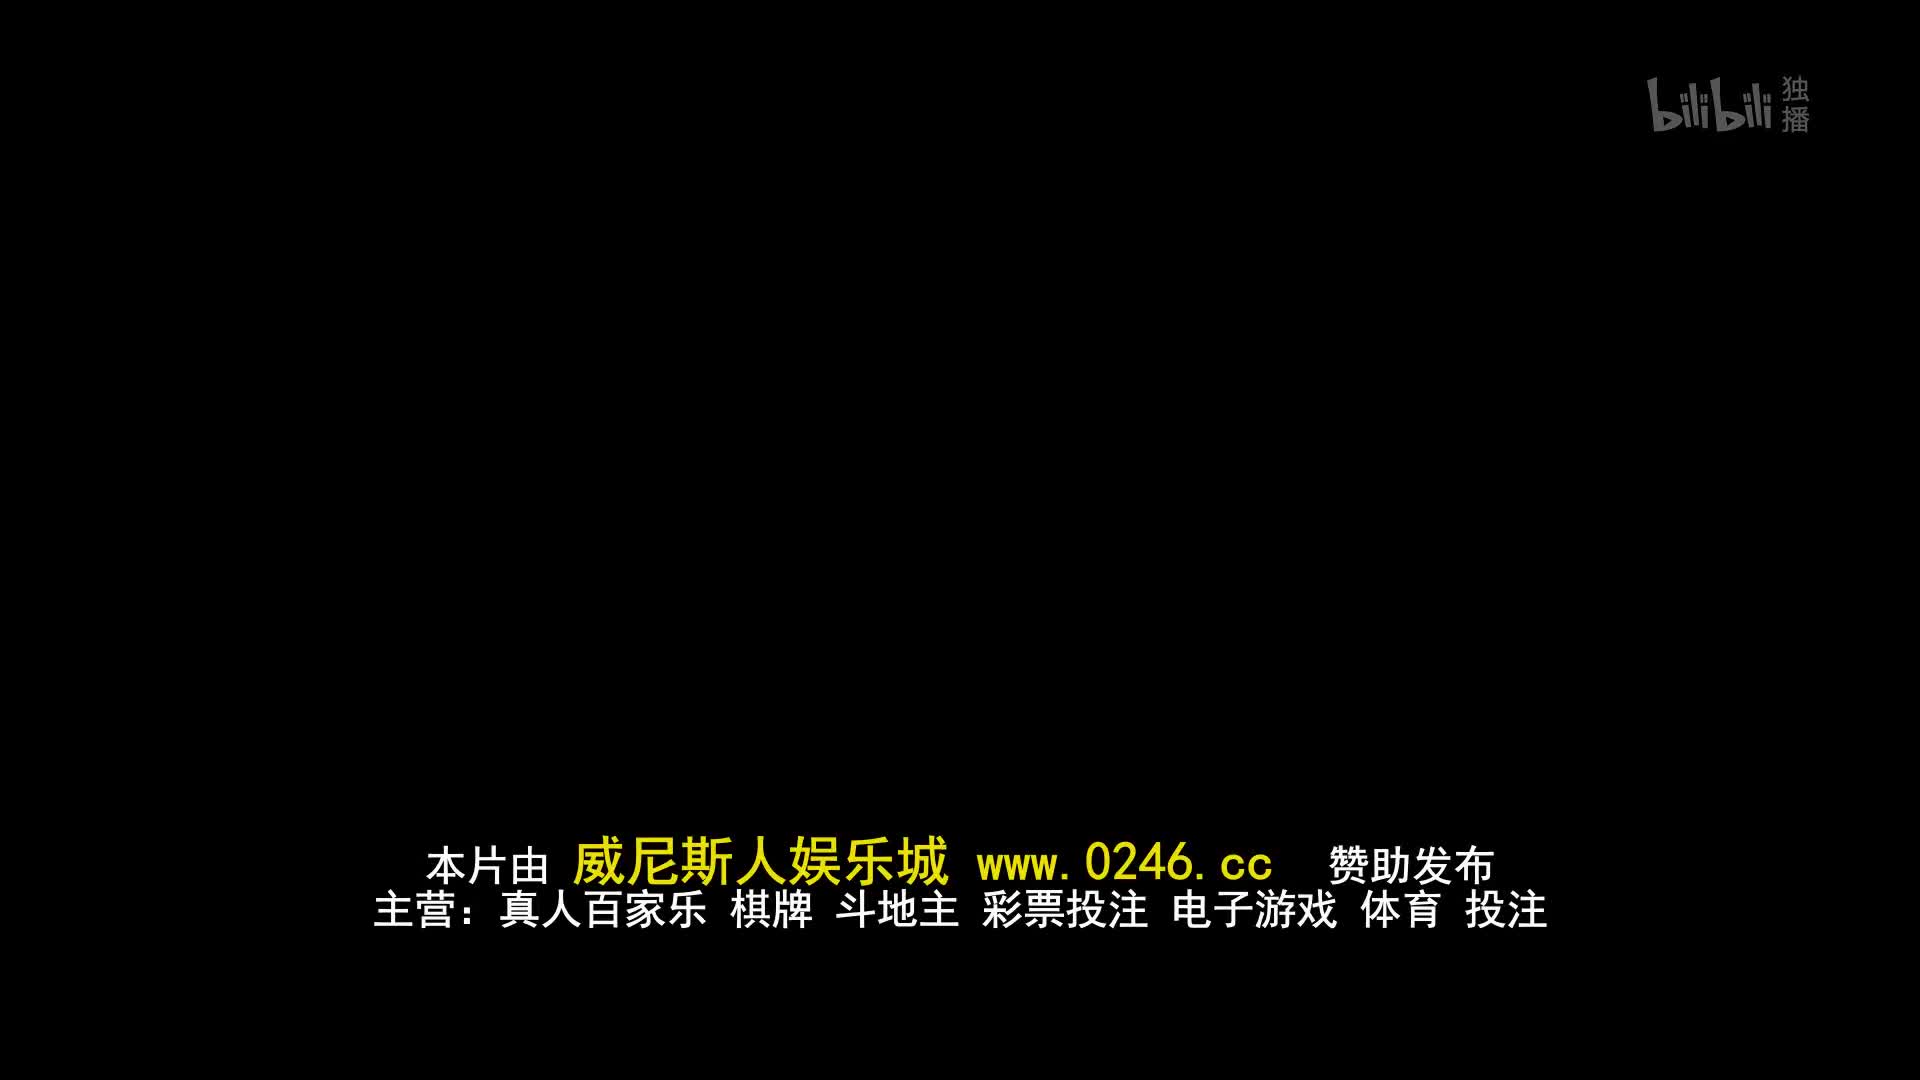 bilibili 独播
本片由 威尼斯人娱乐城 www.0246.cc 赞助发布
主营：真人百家乐 棋牌 斗地主 彩票投注 电子游戏 体育 投注